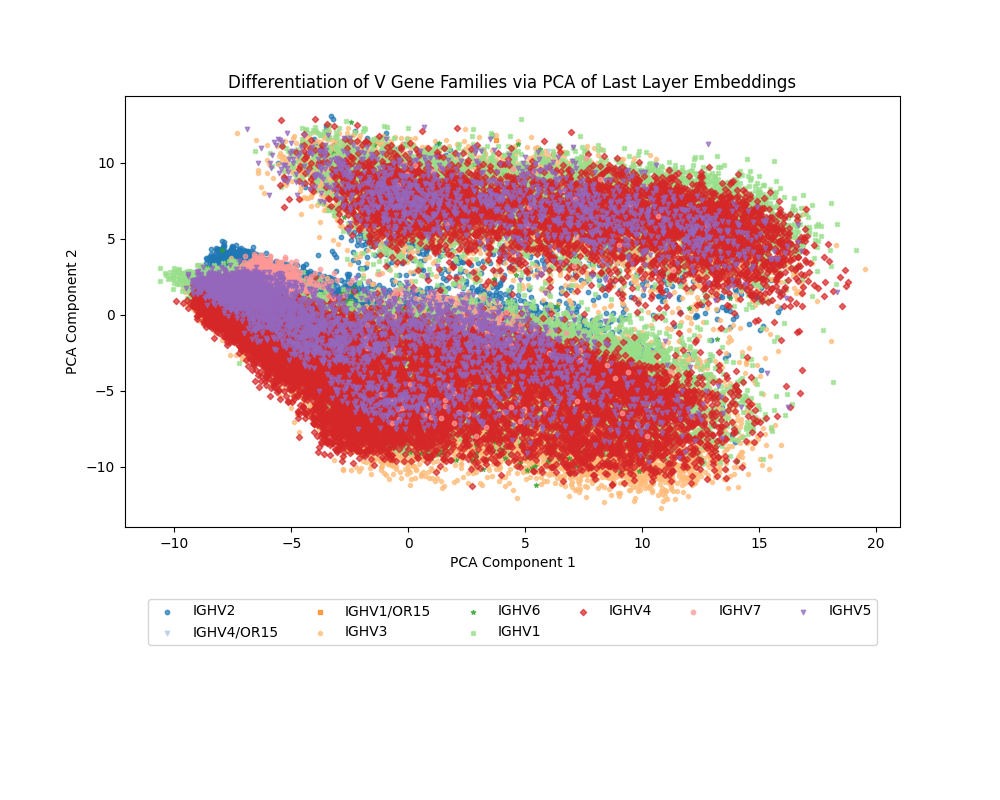 Differentiation of V Gene Families via PCA of Last Layer Embeddings
PCA Component 2
10
5
0
−5
−10
−10 −5 0 5 10 15 20
PCA Component 1
IGHV2 IGHV1/OR15 IGHV6 IGHV4 IGHV7 IGHV5
IGHV4/OR15 IGHV3 IGHV1